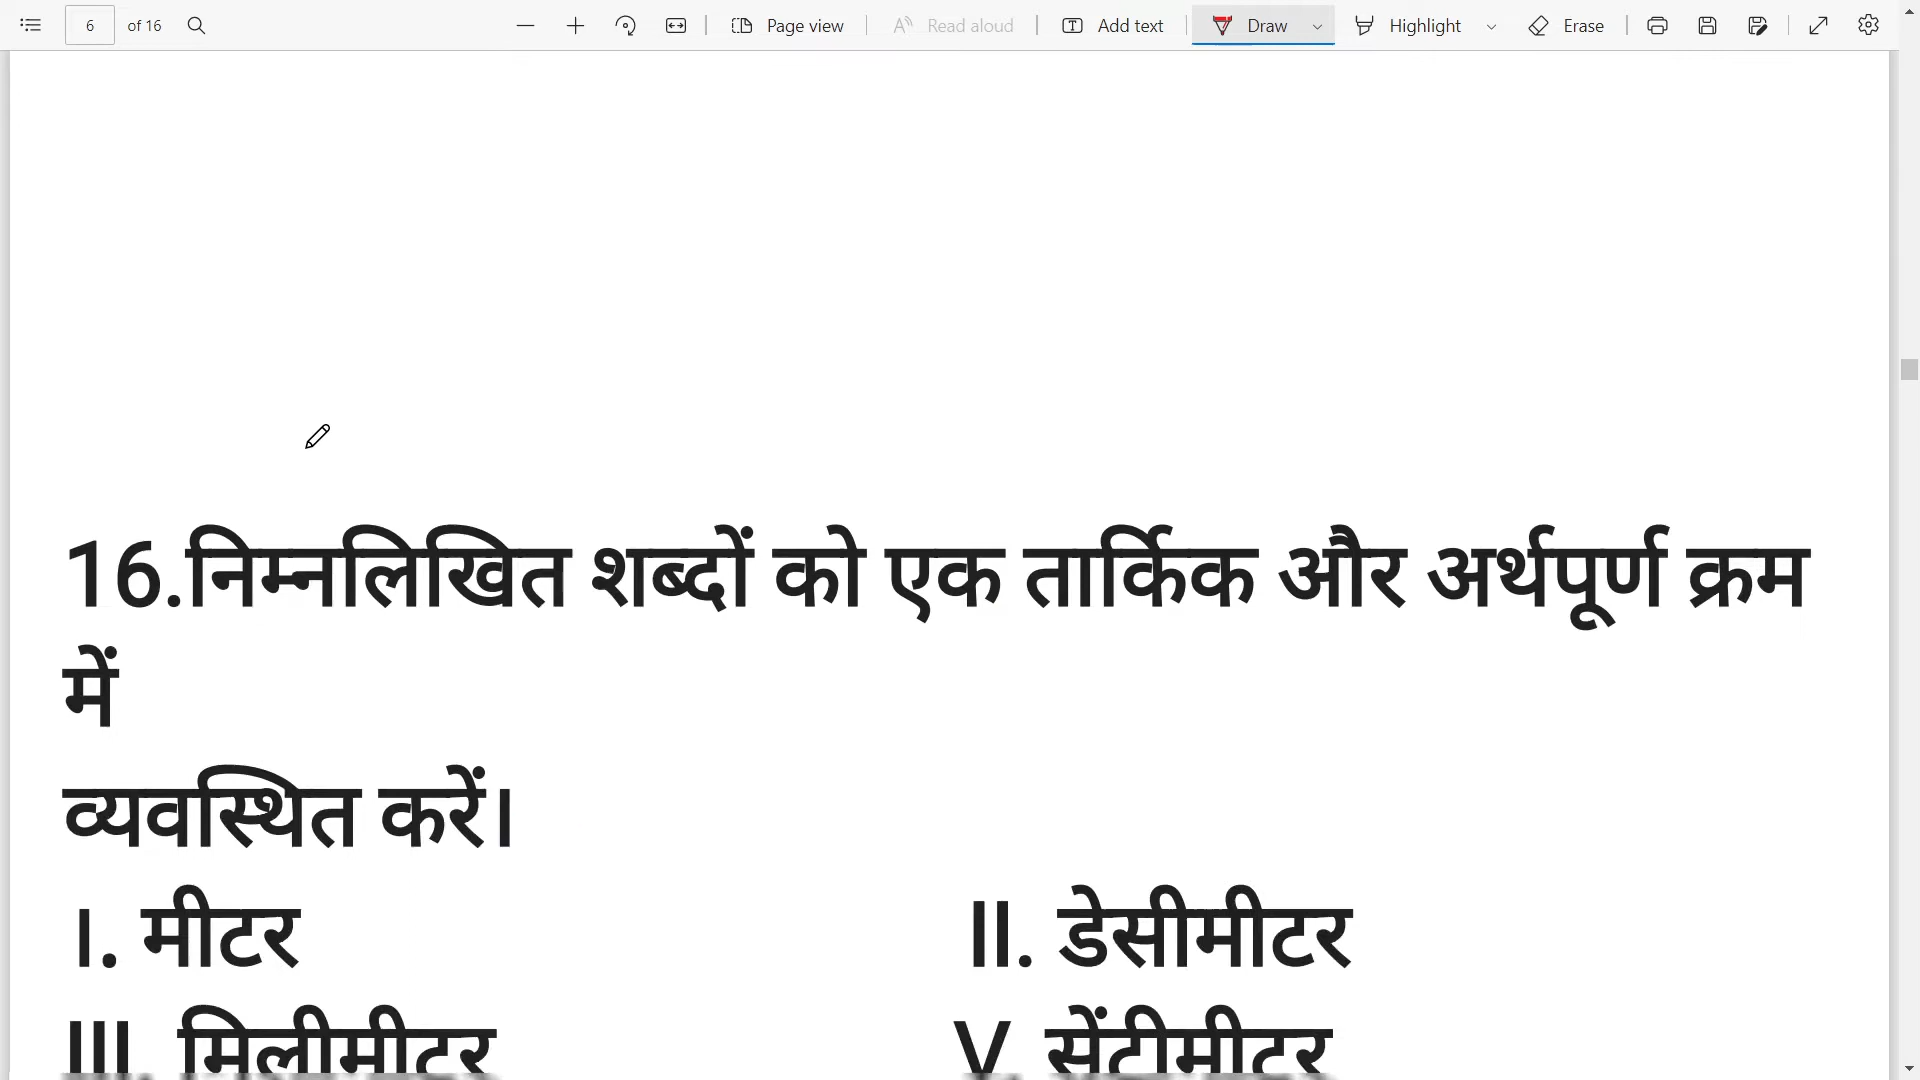 6 of 16 Page view Read aloud Add text Draw Highlight Erase
16.निम्नलिखित शब्दों को एक तार्किक और अर्थपूर्ण क्रम
में
व्यवस्थित करें।
I. मीटर II. डेसीमीटर
III. मिलीमीटर V. सेंटीमीटर